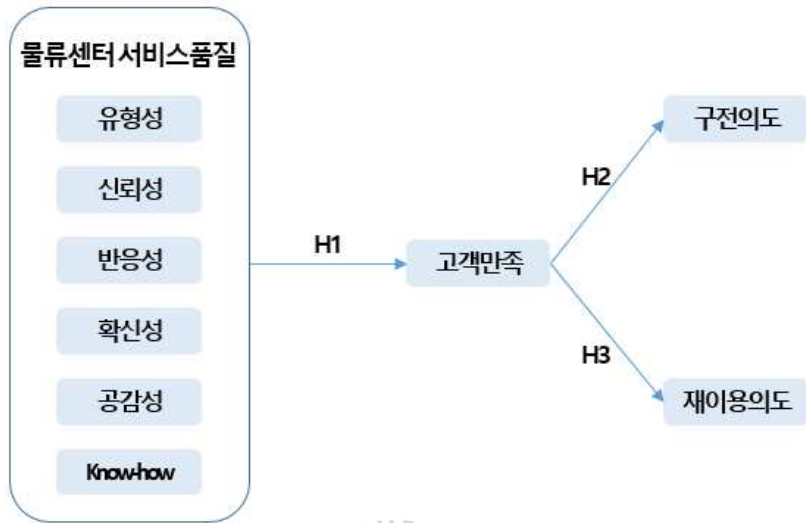 물류센터 서비스품질
유형성
신뢰성
반응성
확신성
공감성
Know-how
H1
고객만족
H2
H3
구전의도
재이용의도